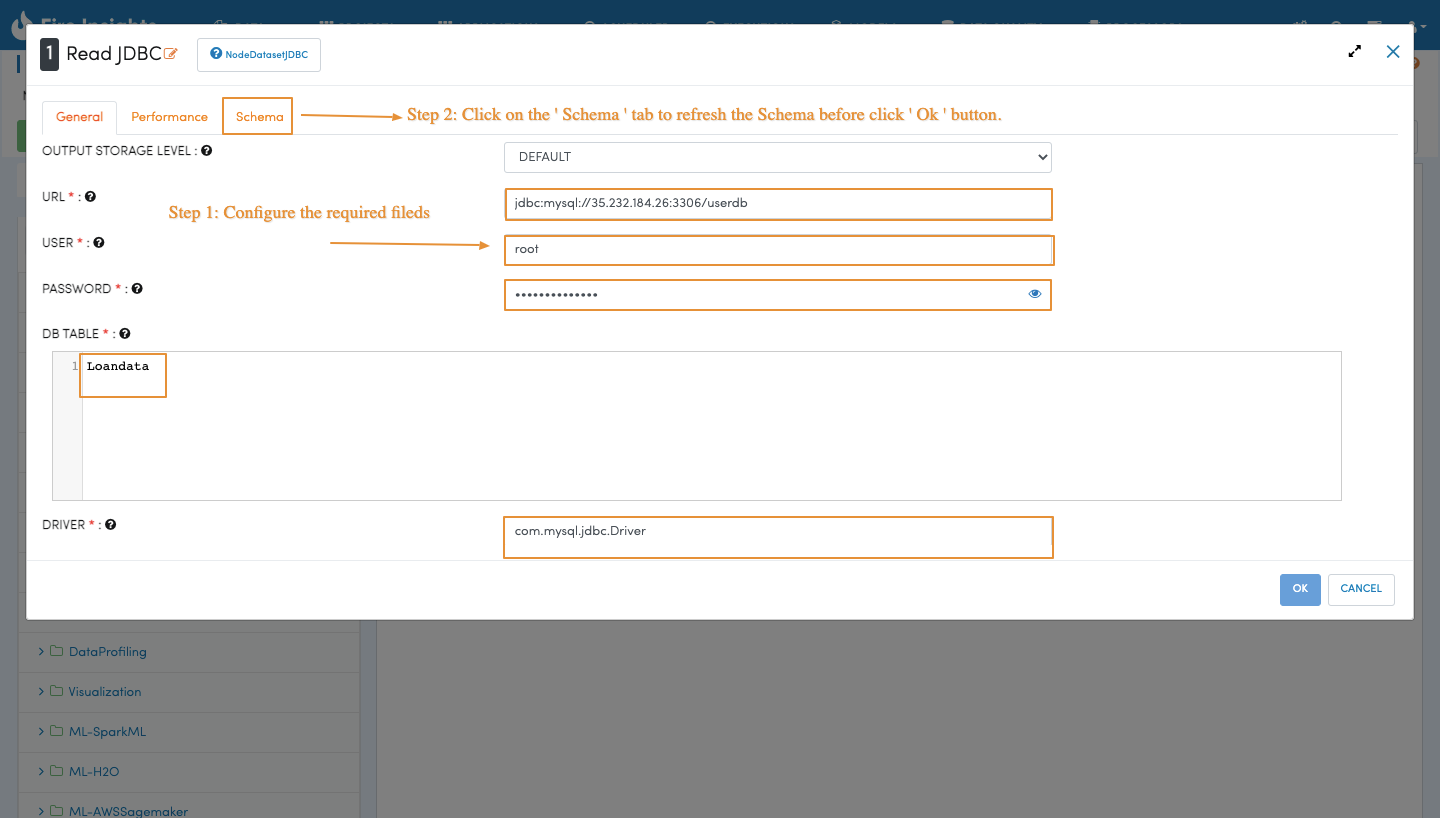 Fire Insights
1 Read JDBC NodeDatasetJDBC
General Performance Schema Step 2: Click on the ' Schema ' tab to refresh the Schema before click ' Ok ' button.
OUTPUT STORAGE LEVEL : DEFAULT
URL * : jdbc:mysql://35.232.184.26:3306/userdb
Step 1: Configure the required fileds
USER * : root
PASSWORD * : ••••••••••••••
DB TABLE * :
1 Loandata
DRIVER * : com.mysql.jdbc.Driver
OK CANCEL
DataProfiling
Visualization
ML-SparkML
ML-H2O
ML-AWSSagemaker